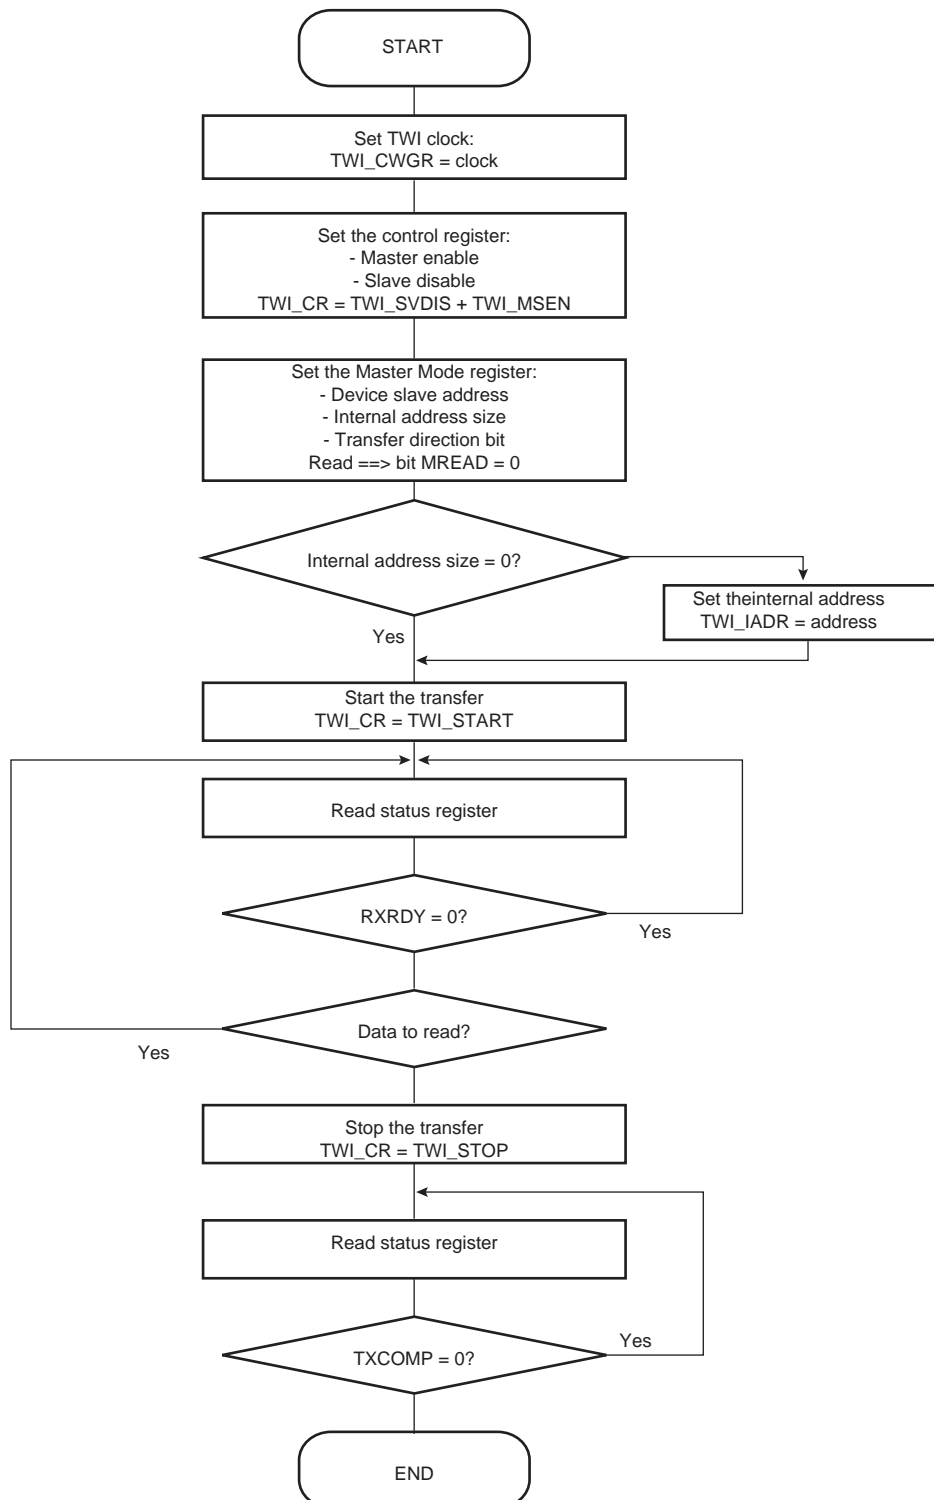 START
Set TWI clock:
TWI_CWGR = clock
Set the control register:
- Master enable
- Slave disable
TWI_CR = TWI_SVDIS + TWI_MSEN
Set the Master Mode register:
- Device slave address
- Internal address size
- Transfer direction bit
Read ==> bit MREAD = 0
Internal address size = 0?
Set theinternal address
TWI_IADR = address
Yes
Start the transfer
TWI_CR = TWI_START
Read status register
RXRDY = 0?
Yes
Data to read?
Yes
Stop the transfer
TWI_CR = TWI_STOP
Read status register
Yes
TXCOMP = 0?
END